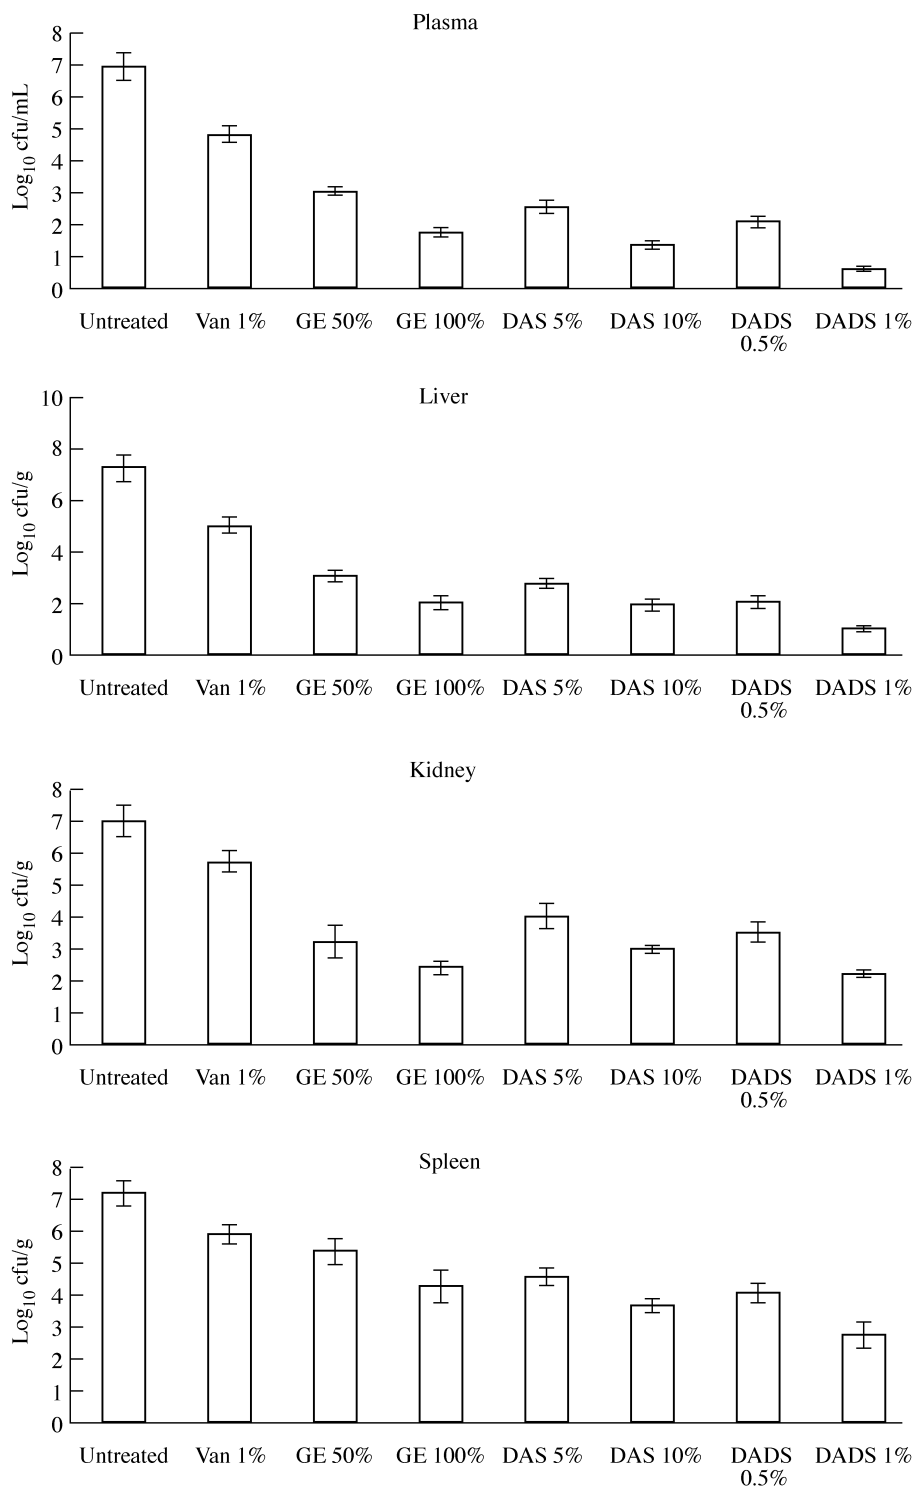 Plasma
8
7
6
5
4
3
2
1
0
Log10 cfu/mL
Untreated Van 1% GE 50% GE 100% DAS 5% DAS 10% DADS 0.5% DADS 1%
Liver
10
8
6
4
2
0
Log10 cfu/g
Untreated Van 1% GE 50% GE 100% DAS 5% DAS 10% DADS 0.5% DADS 1%
Kidney
8
7
6
5
4
3
2
1
0
Log10 cfu/g
Untreated Van 1% GE 50% GE 100% DAS 5% DAS 10% DADS 0.5% DADS 1%
Spleen
8
7
6
5
4
3
2
1
0
Log10 cfu/g
Untreated Van 1% GE 50% GE 100% DAS 5% DAS 10% DADS 0.5% DADS 1%